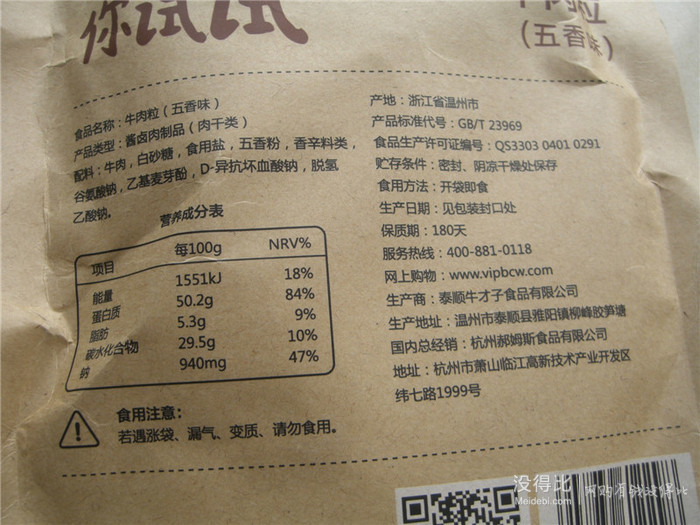 你试试
牛肉粒
(五香味)
食品名称：牛肉粒（五香味）
产品类型：酱卤肉制品（肉干类）
配料：牛肉，白砂糖，食用盐，五香粉，香辛料类，
谷氨酸钠，乙基麦芽酚，D-异抗坏血酸钠，脱氢
乙酸钠。
营养成分表
项目 每100g NRV%
能量 1551kJ 18%
蛋白质 50.2g 84%
脂肪 5.3g 9%
碳水化合物 29.5g 10%
钠 940mg 47%
食用注意：
若遇涨袋、漏气、变质、请勿食用。
产地：浙江省温州市
产品标准代号：GB/T 23969
食品生产许可证编号：QS3303 0401 0291
贮存条件：密封、阴凉干燥处保存
食用方法：开袋即食
生产日期：见包装封口处
保质期：180天
服务热线：400-881-0118
网上购物：www.vipbcw.com
生产商：泰顺牛才子食品有限公司
生产地址：温州市泰顺县雅阳镇柳峰胶笋塘
国内总经销：杭州郝姆斯食品有限公司
地址：杭州市萧山临江高新技术产业开发区
纬七路1999号
没得比
Meidebi.com